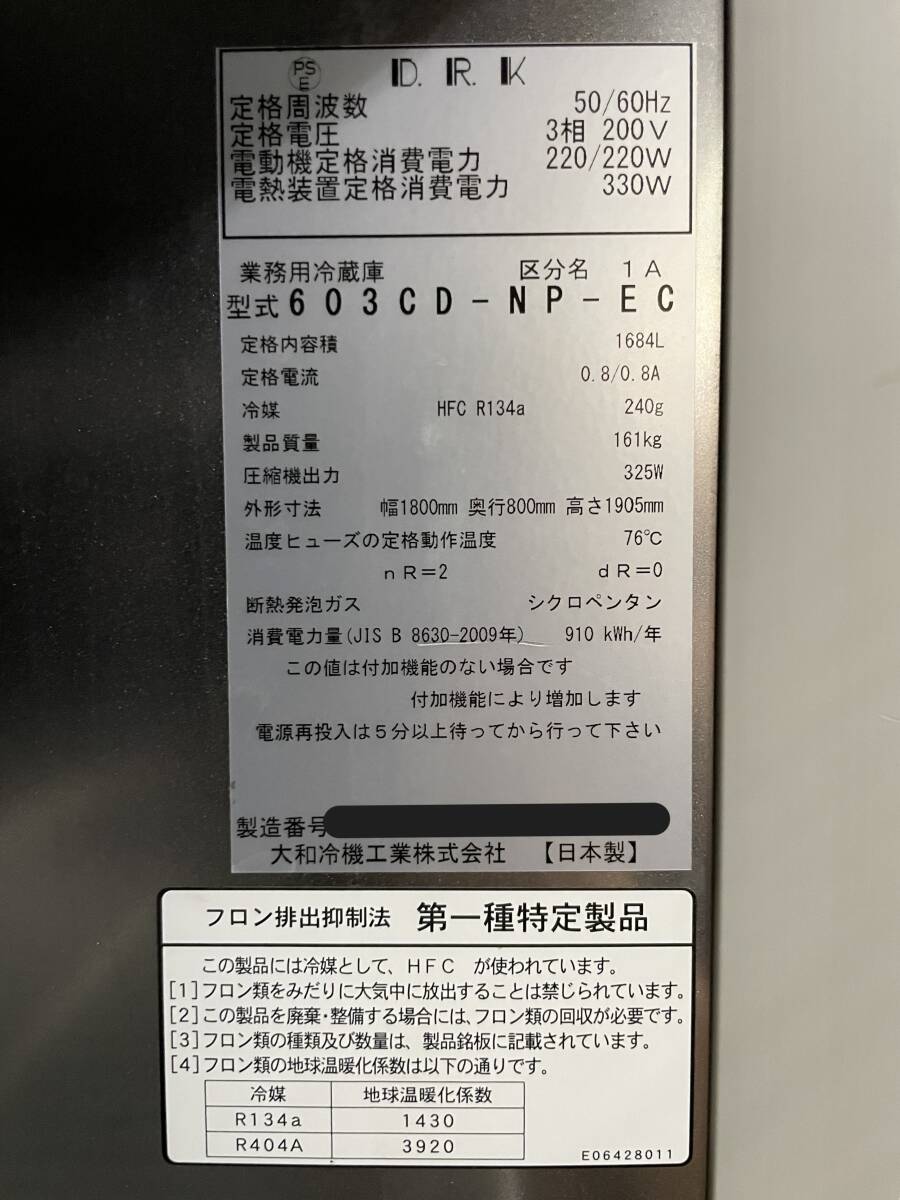 PS
E
D.R.K
定格周波数 50/60Hz
定格電圧 3相 200V
電動機定格消費電力 220/220W
電熱装置定格消費電力 330W
業務用冷蔵庫 区分名 1A
型式 603CD-NP-EC
定格内容積 1684L
定格電流 0.8/0.8A
冷媒 HFC R134a 240g
製品質量 161kg
圧縮機出力 325W
外形寸法 幅1800mm 奥行800mm 高さ1905mm
温度ヒューズの定格動作温度 76℃
nR=2 dR=0
断熱発泡ガス シクロペンタン
消費電力量(JIS B 8630-2009年) 910 kWh/年
この値は付加機能のない場合です
付加機能により増加します
電源再投入は5分以上待ってから行って下さい
製造番号
大和冷機工業株式会社 【日本製】
フロン排出抑制法 第一種特定製品
この製品には冷媒として、HFC が使われています。
[1]フロン類をみだりに大気中に放出することは禁じられています。
[2]この製品を廃棄・整備する場合には、フロン類の回収が必要です。
[3]フロン類の種類及び数量は、製品銘板に記載されています。
[4]フロン類の地球温暖化係数は以下の通りです。
冷媒 地球温暖化係数
R134a 1430
R404A 3920
E06428011